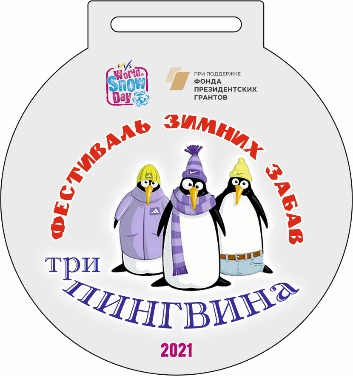 World
Snow
Day
ПРИ ПОДДЕРЖКЕ
ФОНДА
ПРЕЗИДЕНТСКИХ
ГРАНТОВ
ФЕСТИВАЛЬ ЗИМНИХ ЗАБАВ
три
ПИНГВИНА
2021